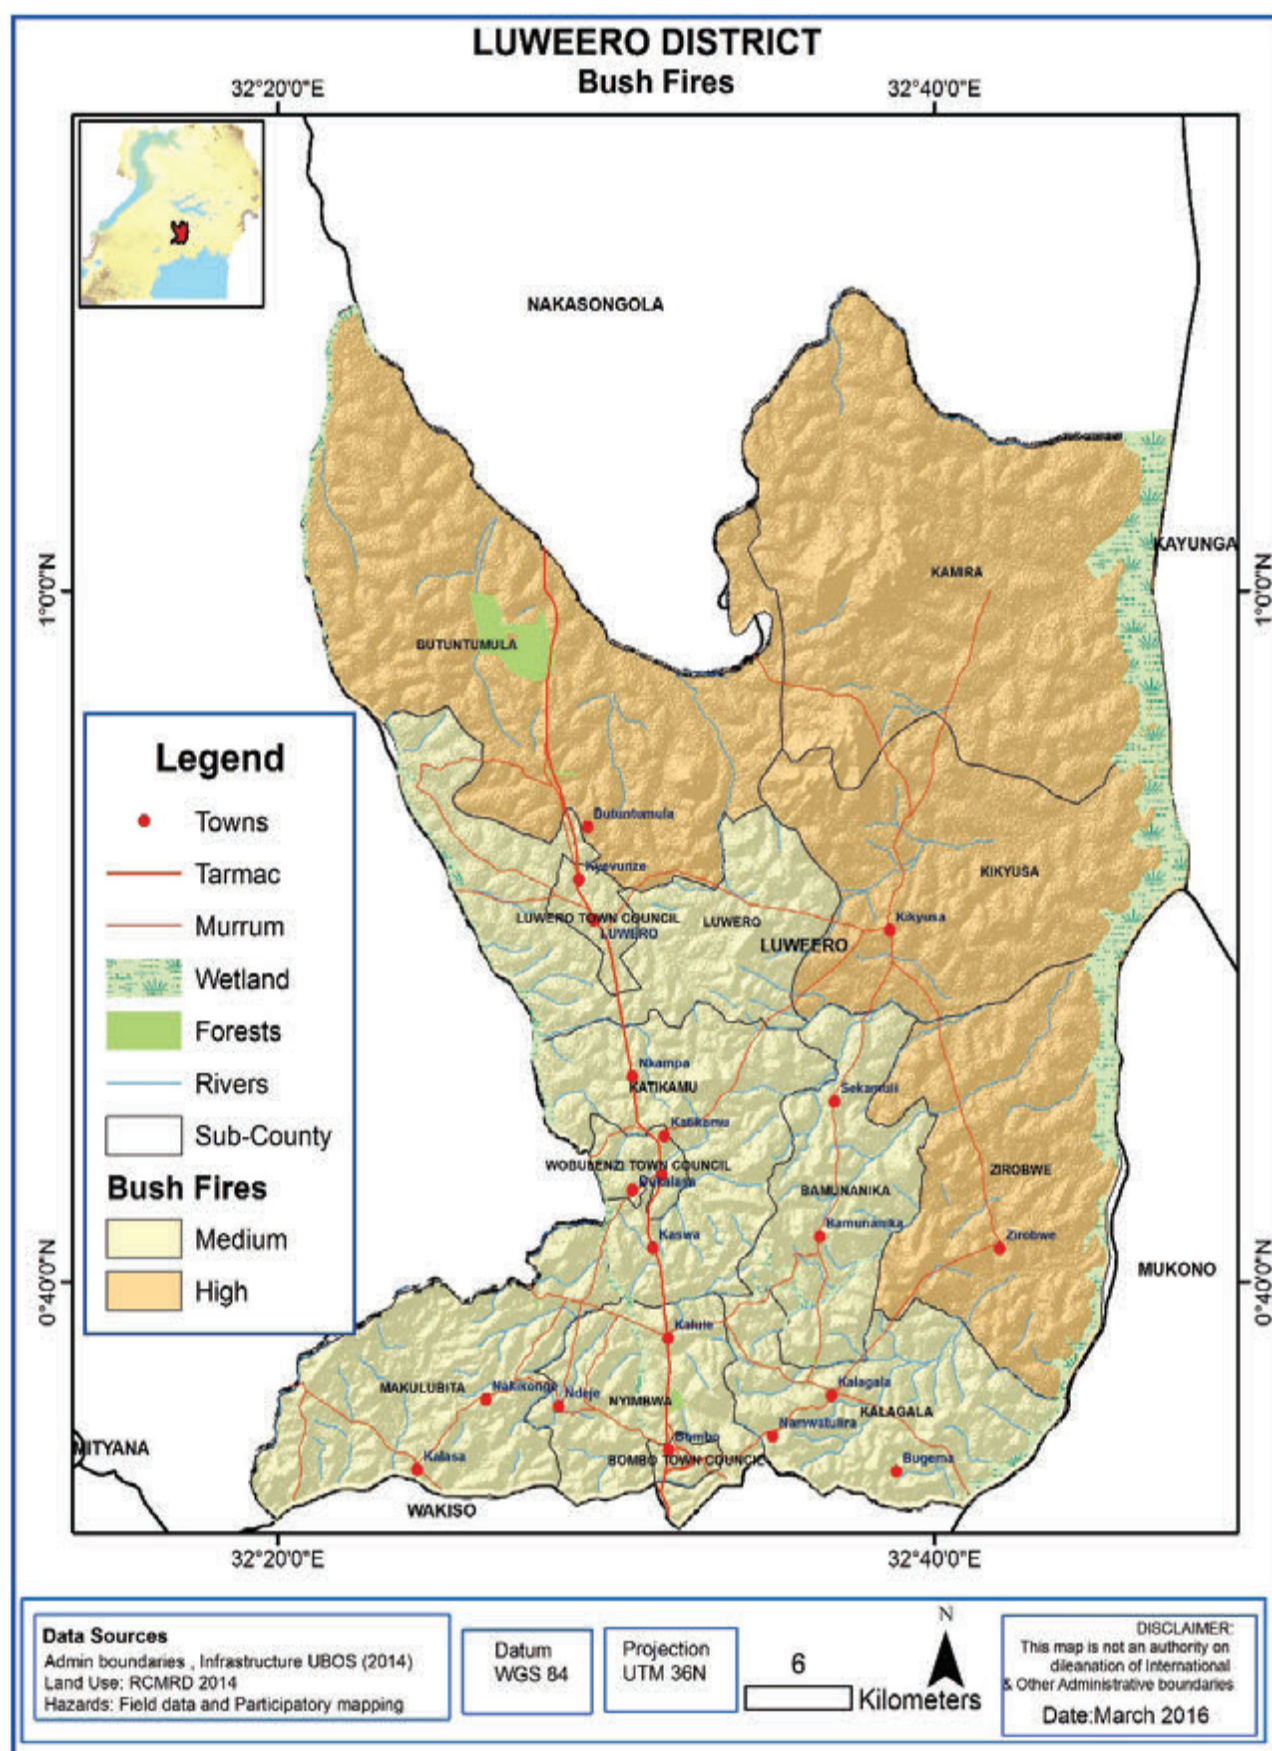 LUWEERO DISTRICT
Bush Fires
32°20'0"E
32°40'0"E
NAKASONGOLA
KAYUNGA
1°0'0"N
1°0'0"N
KAMIRA
BUTUNTUMULA
Legend
Towns
Tarmac
Murrum
Wetland
Forests
Rivers
Sub-County
Bush Fires
Medium
High
Butuntumula
KIKYUSA
LUWERO TOWN COUNCIL
LUWERO
LUWERO
Kikyusa
LUWEERO
Nkampa
KATIKAMU
Sekamuli
Katikamu
WOBULENZI TOWN COUNCIL
ZIROBWE
BAMUNANIKA
Bamunanika
Kaswa
Zirobwe
MUKONO
0°40'0"N
0°40'0"N
MAKULUBITA
Nakikonge
Ndeje
NYIMBWA
Kalagala
KALAGALA
Namwatulira
Bombo
BOMBO TOWN COUNCIL
Kalasa
Bugema
MITYANA
WAKISO
32°20'0"E
32°40'0"E
Data Sources
Admin boundaries , Infrastructure UBOS (2014)
Land Use: RCMRD 2014
Hazards: Field data and Participatory mapping
Datum
WGS 84
Projection
UTM 36N
6
Kilometers
N
DISCLAIMER:
This map is not an authority on
dileanation of International
& Other Administrative boundaries
Date:March 2016